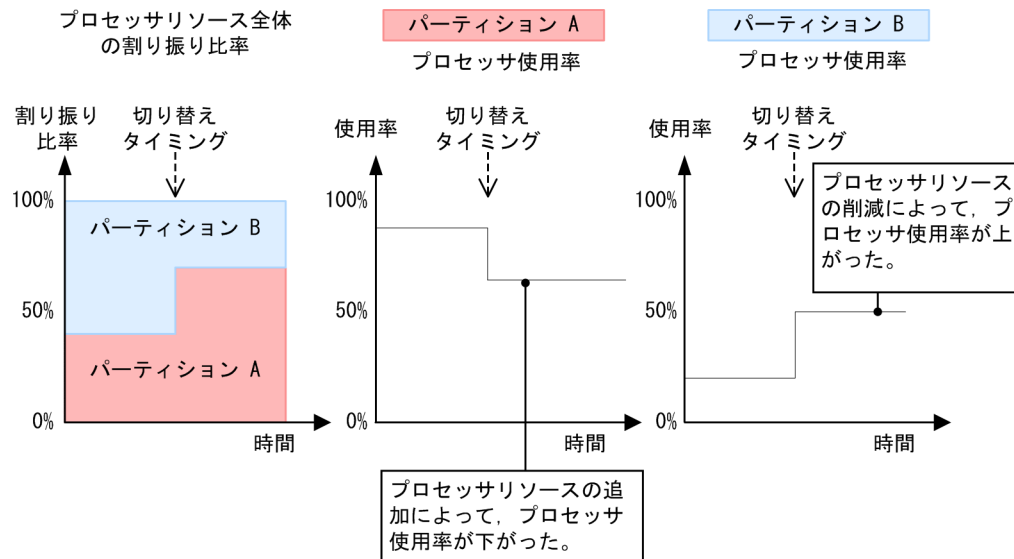 プロセッサリソース全体
の割り振り比率
割り振り
比率
切り替え
タイミング
100%
50%
0%
パーティション B
パーティション A
時間
パーティション A
プロセッサ使用率
使用率
切り替え
タイミング
100%
50%
0%
時間
プロセッサリソースの追
加によって，プロセッサ
使用率が下がった。
パーティション B
プロセッサ使用率
使用率
切り替え
タイミング
100%
50%
0%
時間
プロセッサリソース
の削減によって，プ
ロセッサ使用率が上
がった。